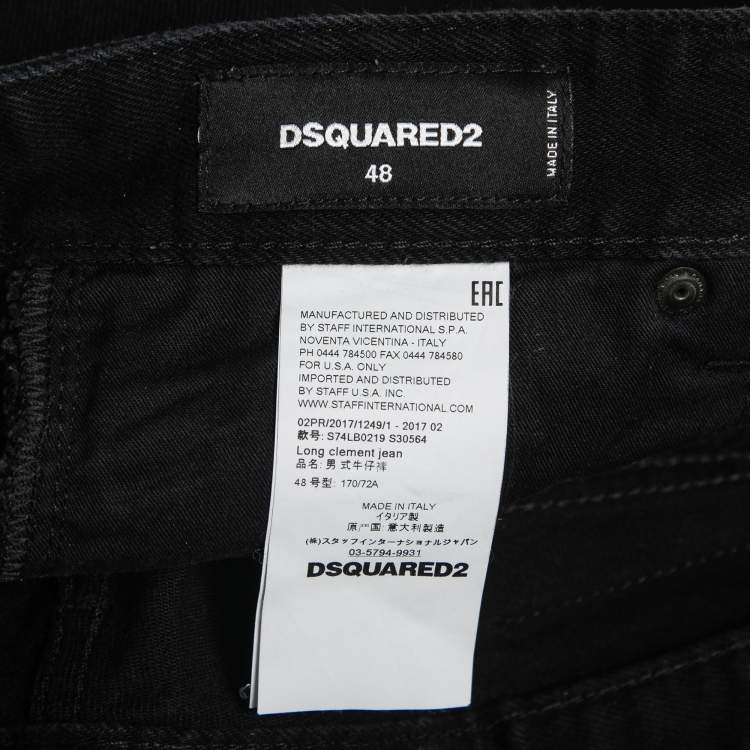 DSQUARED2
48
MADE IN ITALY
EAC
MANUFACTURED AND DISTRIBUTED
BY STAFF INTERNATIONAL S.P.A.
NOVENTA VICENTINA - ITALY
PH 0444 784500 FAX 0444 784580
FOR U.S.A. ONLY
IMPORTED AND DISTRIBUTED
BY STAFF U.S.A. INC.
WWW.STAFFINTERNATIONAL.COM
02PR/2017/1249/1 - 2017 02
款号: S74LB0219 S30564
Long clement jean
品名: 男式牛仔裤
48 号型: 170/72A
MADE IN ITALY
イタリア製
原产国: 意大利製造
(株)スタッフインターナショナルジャパン
03-5794-9931
DSQUARED2